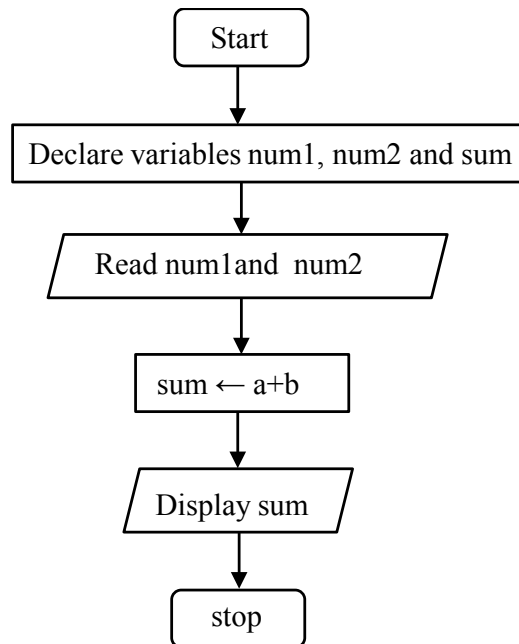 Start
Declare variables num1, num2 and sum
Read num1and num2
sum ← a+b
Display sum
stop